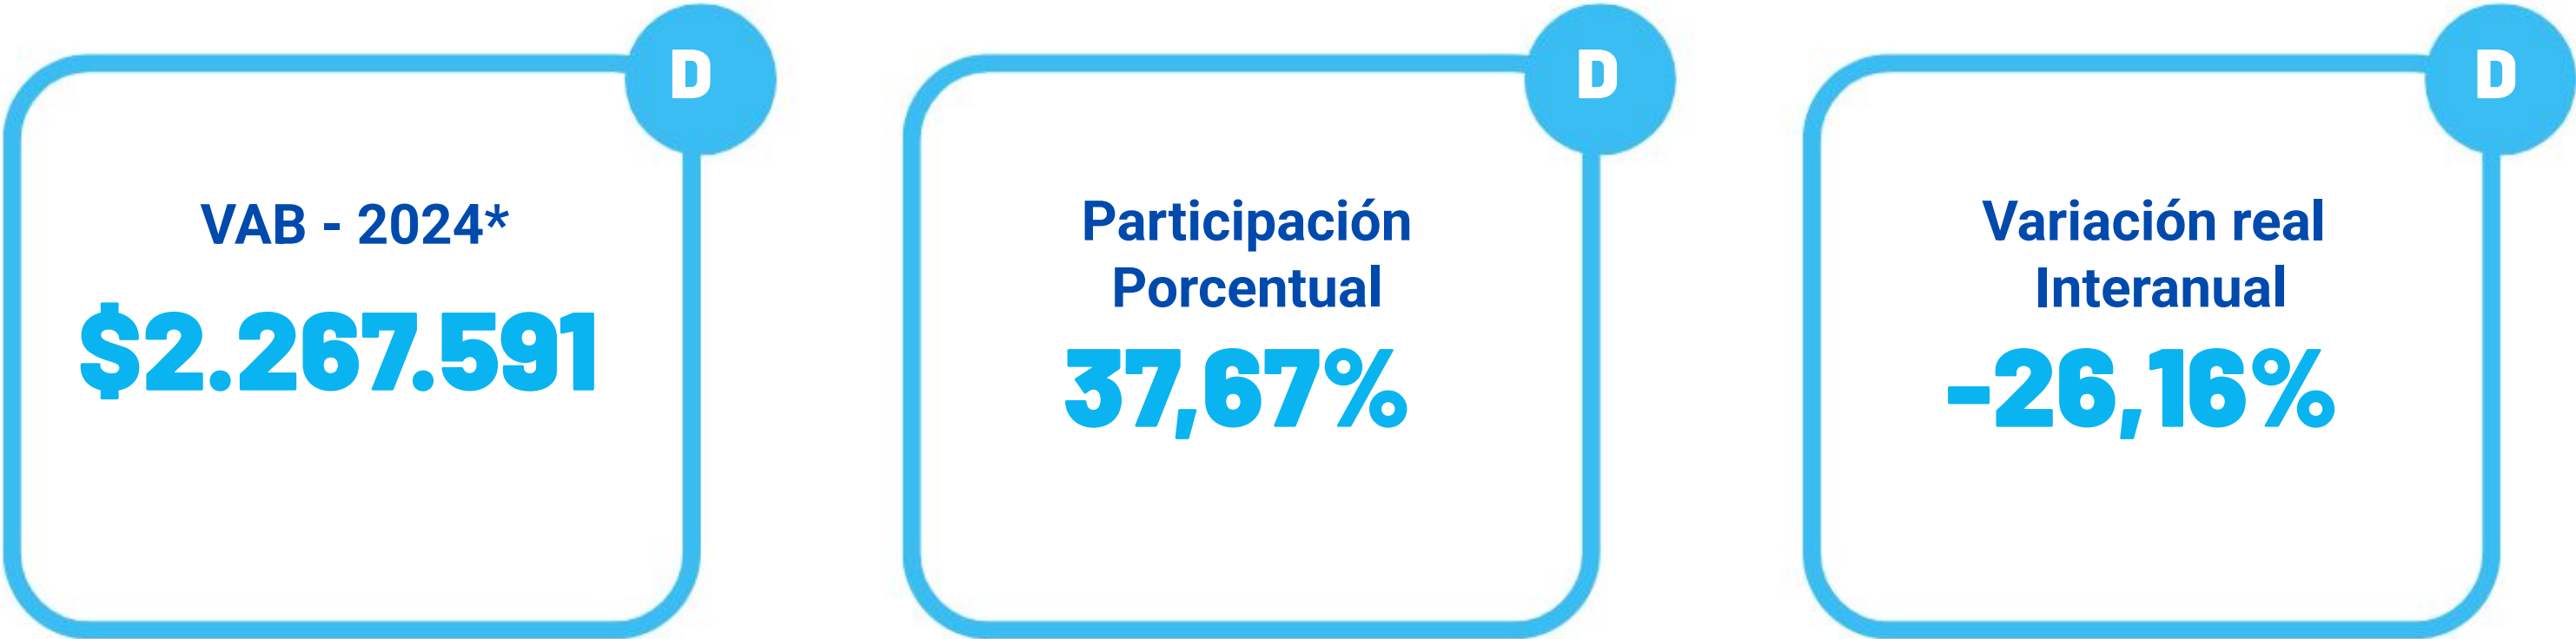 D
VAB - 2024*
$2.267.591
D
Participación
Porcentual
37,67%
D
Variación real
Interanual
-26,16%